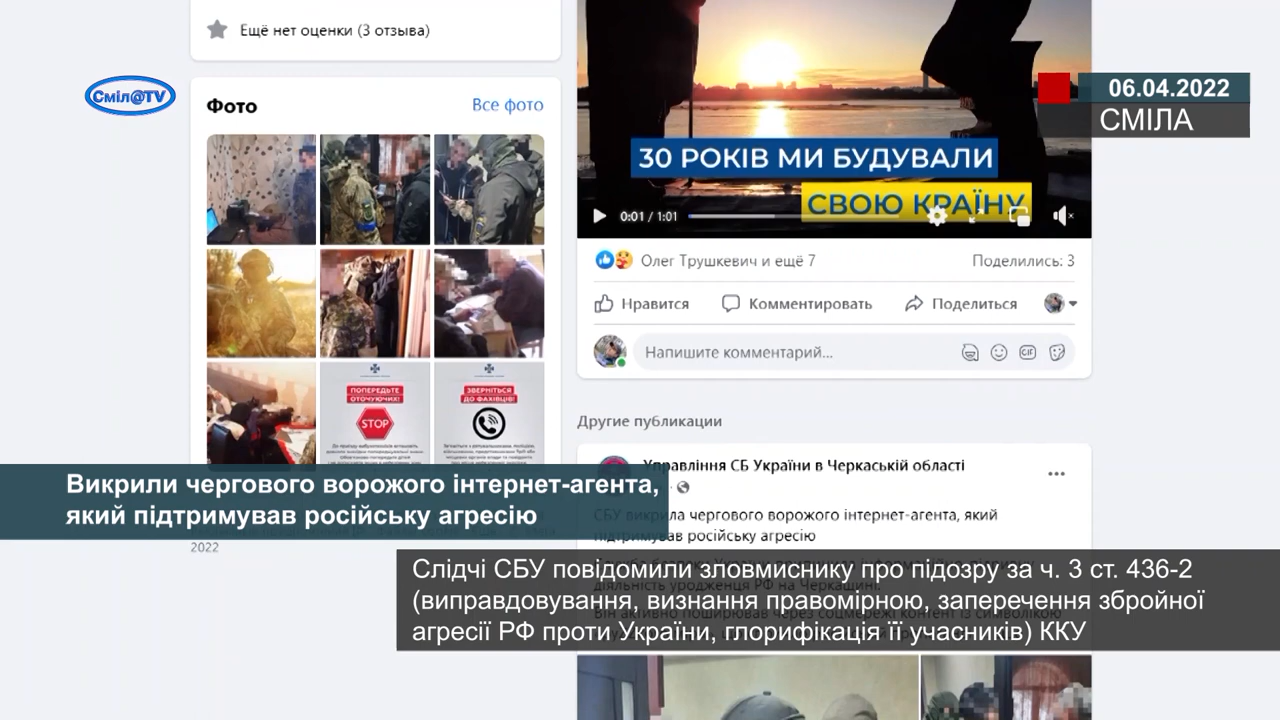 Ещё нет оценки (3 отзыва)
Смiл@TV
Фото
Все фото
ПОПЕРЕДЬТЕ
ОТОЧУЮЧИХ!
STOP
ЗВЕРНІТЬСЯ
ДО ФАХІВЦІВ!
30 РОКІВ МИ БУДУВАЛИ
СВОЮ КРАЇНУ
0:01 / 1:01
06.04.2022
СМІЛА
Олег Трушкевич и ещё 7
Поделились: 3
Нравится
Комментировать
Поделиться
Напишите комментарий...
GIF
Другие публикации
Управління СБ України в Черкаській області
СБУ викрила чергового ворожого інтернет-агента, який
підтримував російську агресію
Викрили чергового ворожого інтернет-агента,
який підтримував російську агресію
2022
Слідчі СБУ повідомили зловмиснику про підозру за ч. 3 ст. 436-2
(виправдовування, визнання правомірною, заперечення збройної
агресії РФ проти України, глорифікація її учасників) ККУ